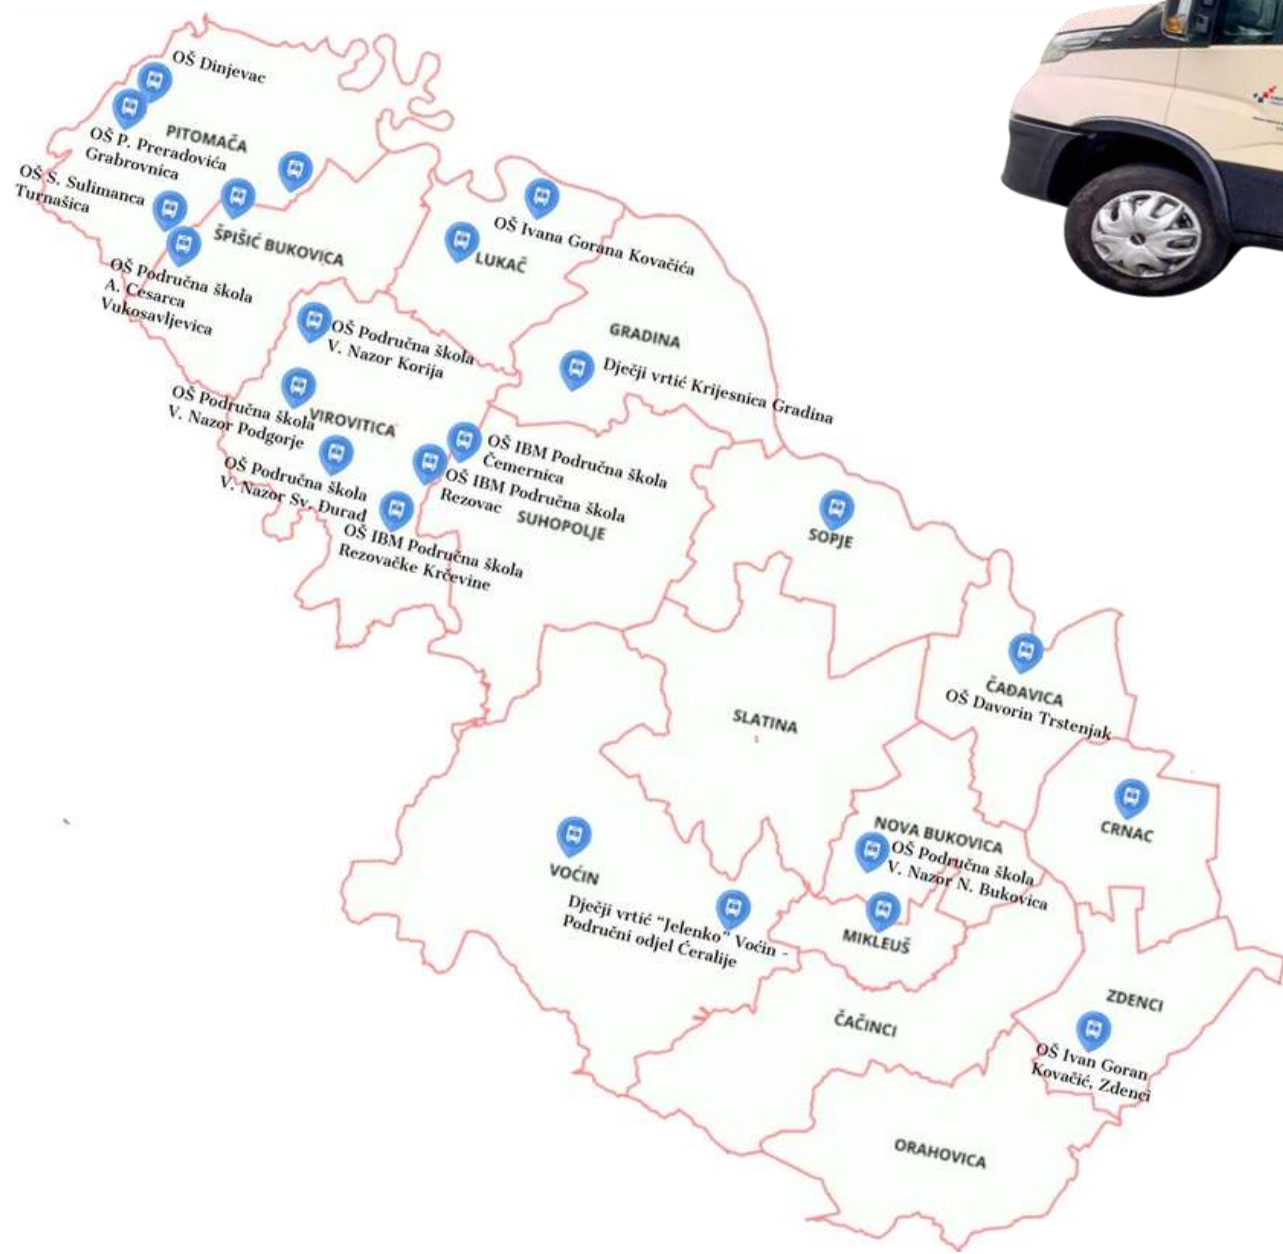 OŠ Dinjevac
PITOMAČA
OŠ P. Preradovića
Grabrovnica
OŠ S. Sulimanca
Turnašica
ŠPIŠIĆ BUKOVICA
OŠ Područna škola
A. Cesarca
Vukosavljevica
OŠ Ivana Gorana Kovačića
LUKAČ
GRADINA
OŠ Područna škola
V. Nazor Korija
Dječji vrtić Krijesnica Gradina
OŠ Područna škola
V. Nazor Podgorje
VIROVITICA
OŠ Područna škola
V. Nazor Sv. Đurad
OŠ IBM Područna škola
Čemernica
OŠ IBM Područna škola
Rezovac
SUHOPOLJE
OŠ IBM Područna škola
Rezovačke Krčevine
SOPJE
ČAĐAVICA
OŠ Davorin Trstenjak
SLATINA
CRNAC
NOVA BUKOVICA
OŠ Područna škola
V. Nazor N. Bukovica
VOĆIN
Dječji vrtić “Jelenko” Voćin -
Područni odjel Ćeralije
MIKLEUŠ
ZDENCI
ČAČINCI
OŠ Ivan Goran
Kovačić, Zdenci
ORAHOVICA